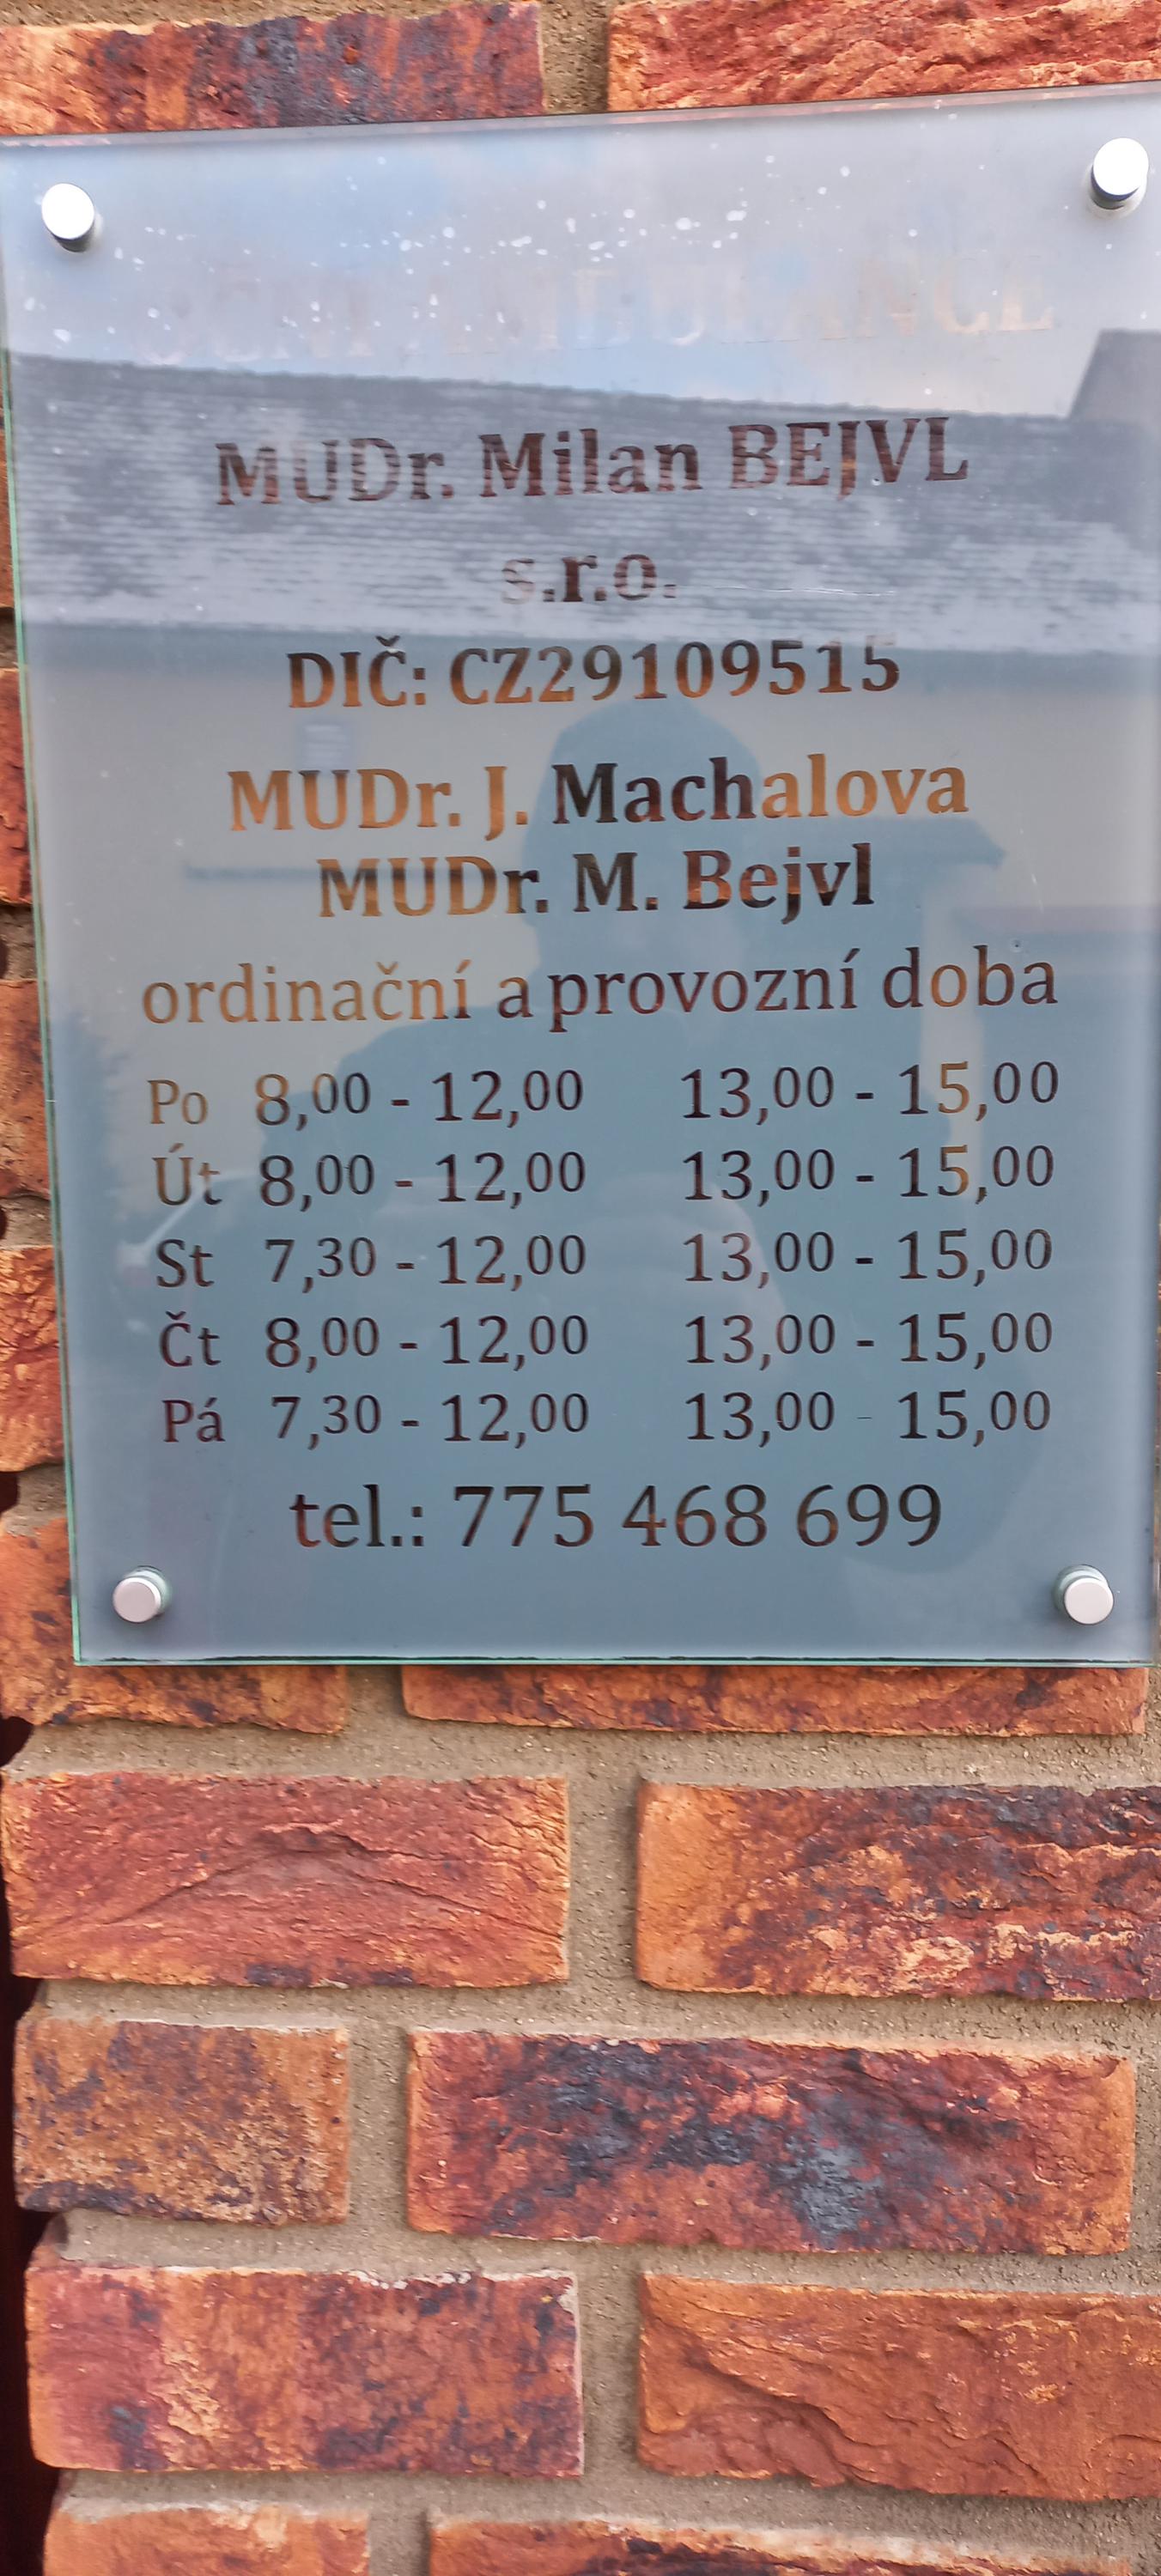 OČNÍ AMBULANCE
MUDr. Milan BEJVL
s.r.o.
DIČ: CZ29109515
MUDr. J. Machalova
MUDr. M. Bejvl
ordinační a provozní doba
Po 8,00 - 12,00 13,00 - 15,00
Út 8,00 - 12,00 13,00 - 15,00
St 7,30 - 12,00 13,00 - 15,00
Čt 8,00 - 12,00 13,00 - 15,00
Pá 7,30 - 12,00 13,00 - 15,00
tel.: 775 468 699